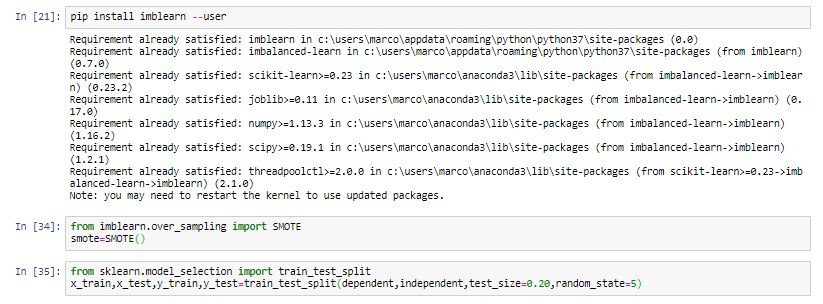 In [21]: pip install imblearn --user
Requirement already satisfied: imblearn in c:\users\marco\appdata\roaming\python\python37\site-packages (0.0)
Requirement already satisfied: imbalanced-learn in c:\users\marco\appdata\roaming\python\python37\site-packages (from imblearn)
(0.7.0)
Requirement already satisfied: scikit-learn>=0.23 in c:\users\marco\anaconda3\lib\site-packages (from imbalanced-learn->imblear
n) (0.23.2)
Requirement already satisfied: joblib>=0.11 in c:\users\marco\anaconda3\lib\site-packages (from imbalanced-learn->imblearn) (0.
17.0)
Requirement already satisfied: numpy>=1.13.3 in c:\users\marco\anaconda3\lib\site-packages (from imbalanced-learn->imblearn)
(1.16.2)
Requirement already satisfied: scipy>=0.19.1 in c:\users\marco\anaconda3\lib\site-packages (from imbalanced-learn->imblearn)
(1.2.1)
Requirement already satisfied: threadpoolctl>=2.0.0 in c:\users\marco\anaconda3\lib\site-packages (from scikit-learn>=0.23->imb
alanced-learn->imblearn) (2.1.0)
Note: you may need to restart the kernel to use updated packages.
In [34]: from imblearn.over_sampling import SMOTE
smote=SMOTE()
In [35]: from sklearn.model_selection import train_test_split
x_train,x_test,y_train,y_test=train_test_split(dependent,independent,test_size=0.20,random_state=5)